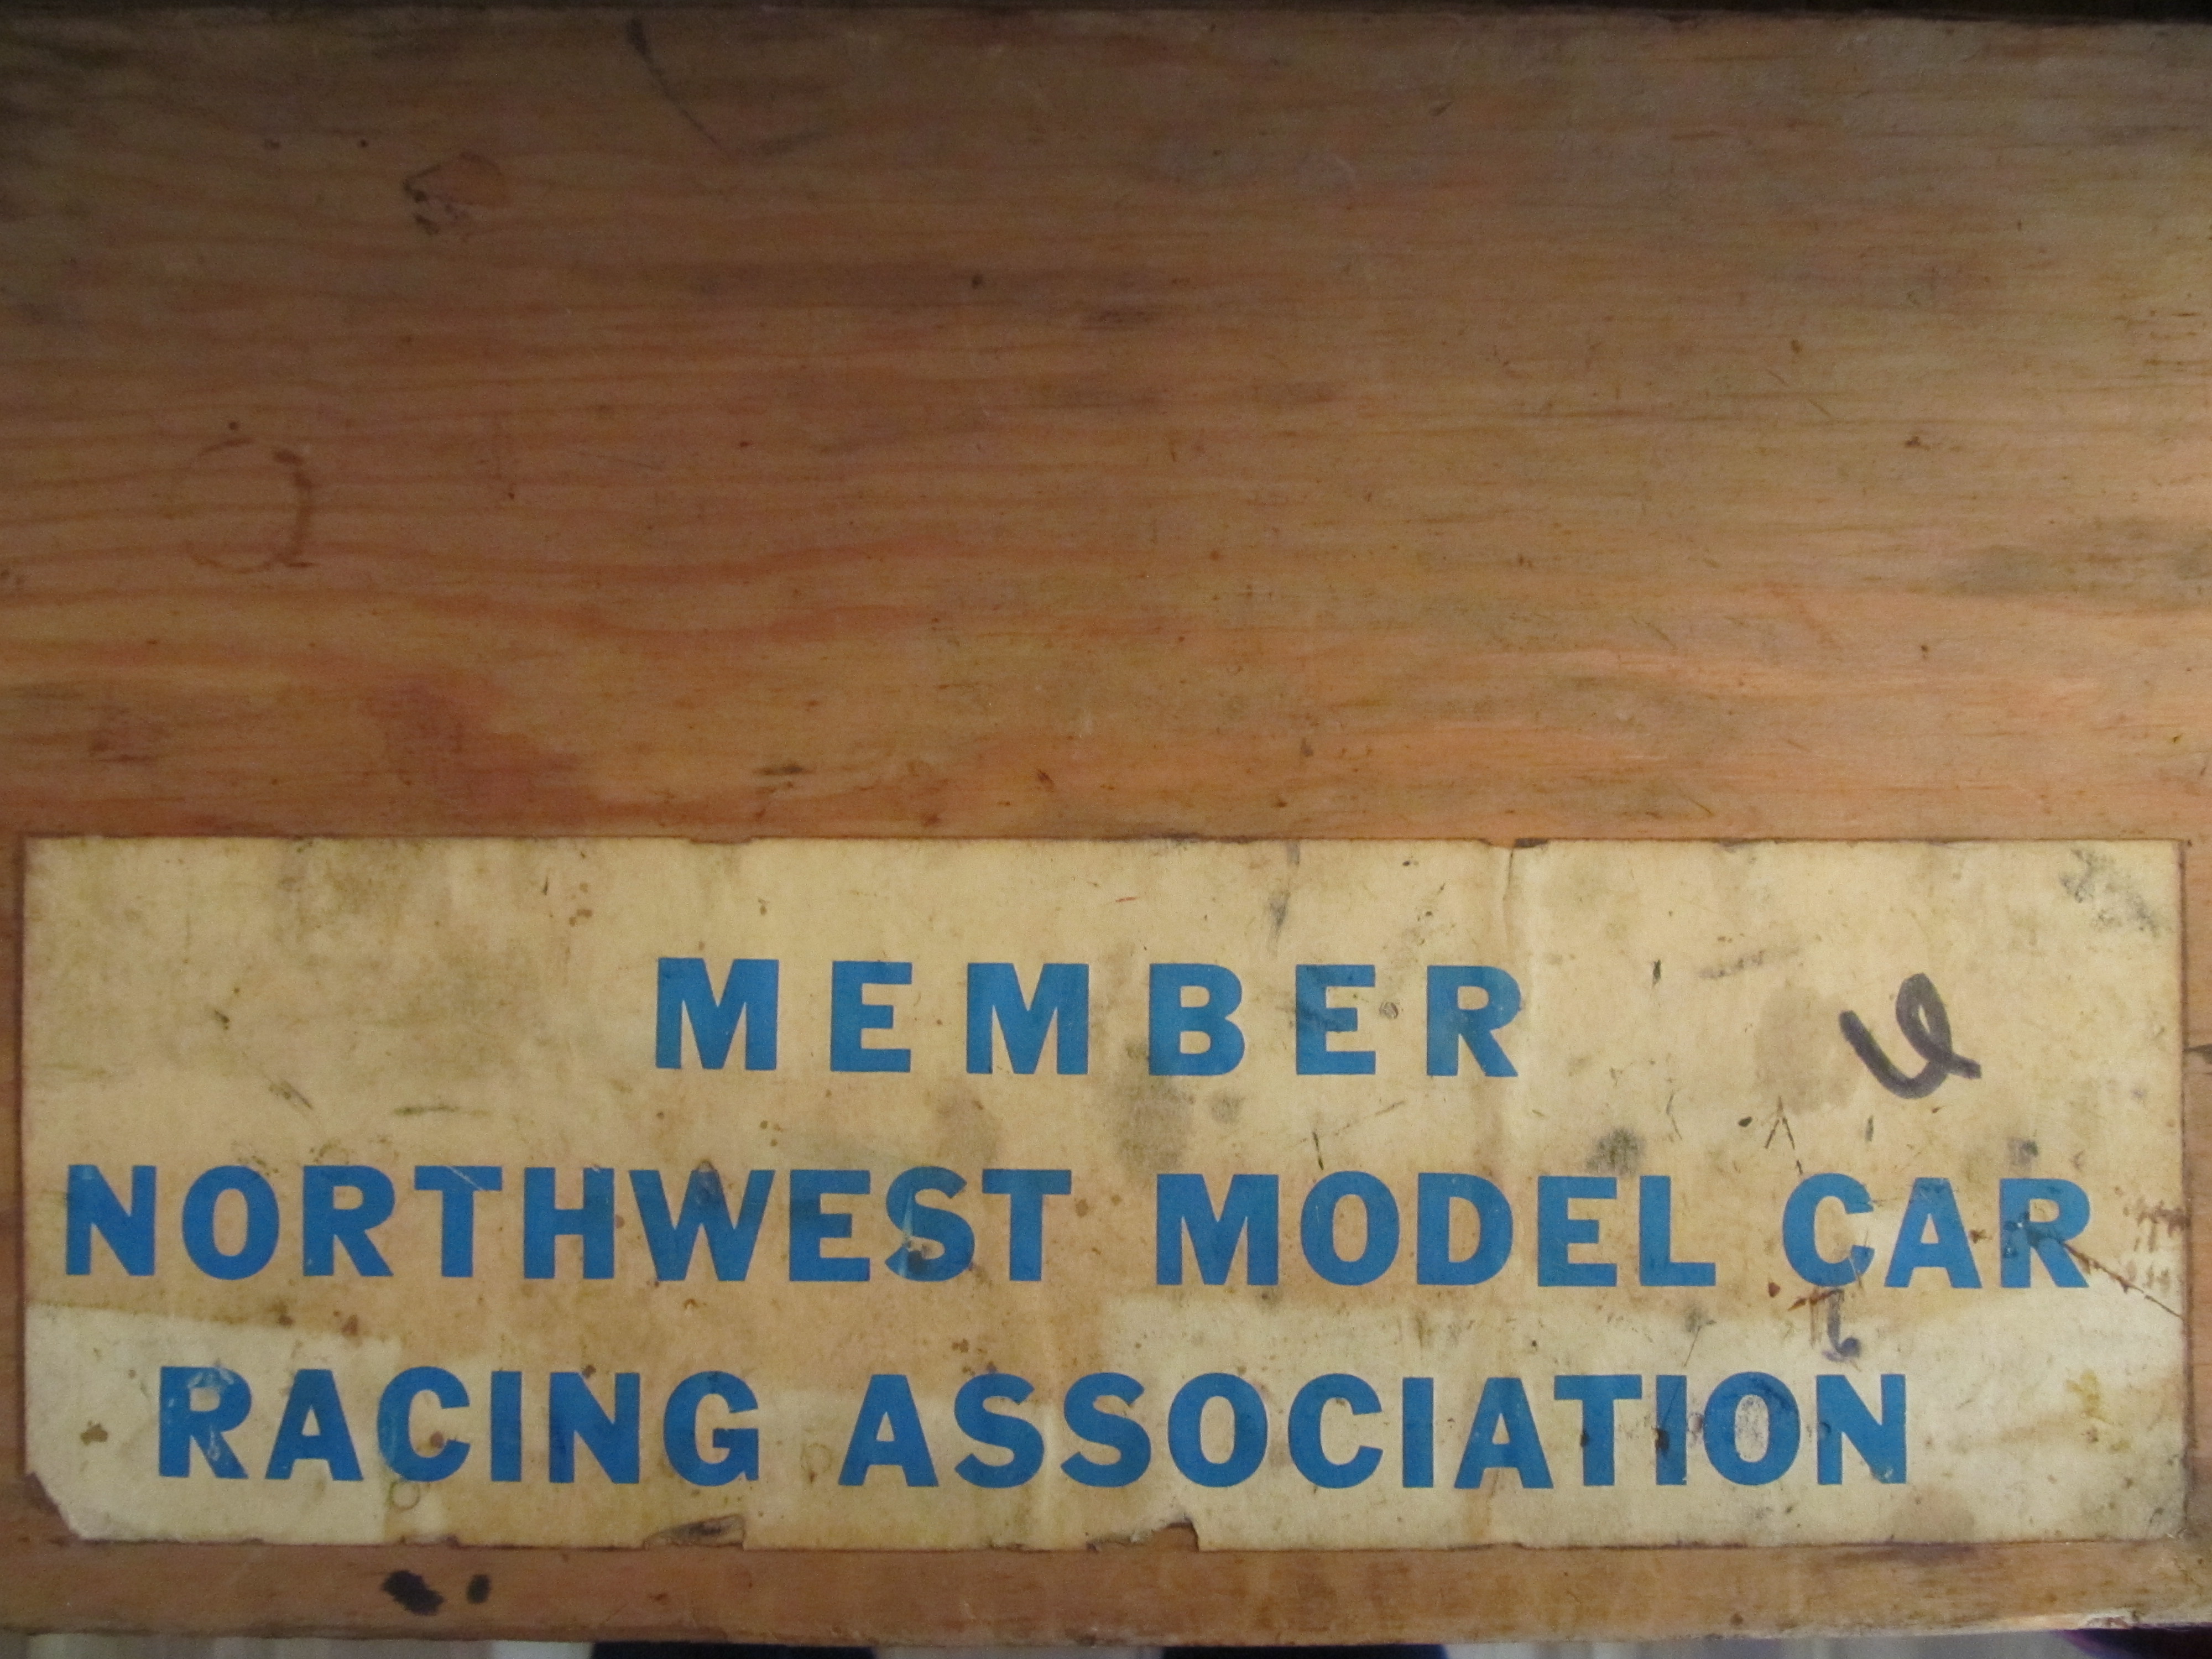 MEMBER
NORTHWEST MODEL CAR
RACING ASSOCIATION